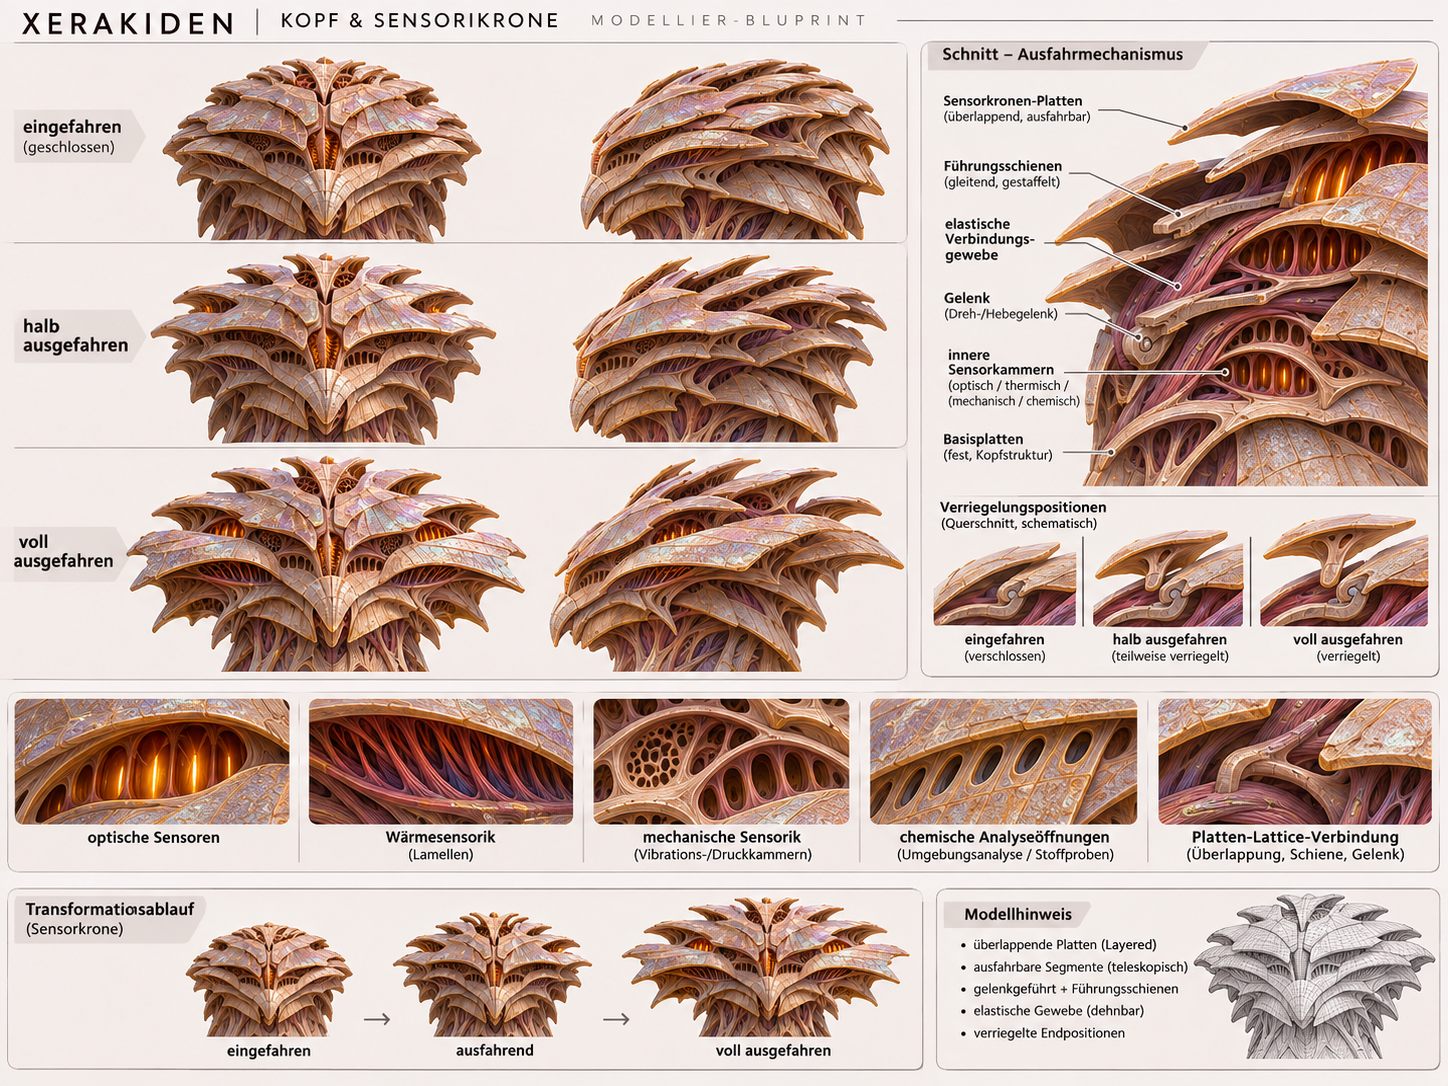 XERAKIDEN | KOPF & SENSORIKRONE MODELLIER-BLUPRINT
eingefahren
(geschlossen)
halb
ausgefahren
voll
ausgefahren
Schnitt – Ausfahrmechanismus
Sensorkronen-Platten
(überlappend, ausfahrbar)
Führungsschienen
(gleitend, gestaffelt)
elastische
Verbindungs-
gewebe
Gelenk
(Dreh-/Hebegelenk)
innere
Sensorkammern
(optisch / thermisch /
(mechanisch / chemisch)
Basisplatten
(fest, Kopfstruktur)
Verriegelungspositionen
(Querschnitt, schematisch)
eingefahren
(verschlossen)
halb ausgefahren
(teilweise verriegelt)
voll ausgefahren
(verriegelt)
optische Sensoren
Wärmesensorik
(Lamellen)
mechanische Sensorik
(Vibrations-/Druckkammern)
chemische Analyseöffnungen
(Umgebungsanalyse / Stoffproben)
Platten-Lattice-Verbindung
(Überlappung, Schiene, Gelenk)
Transformationsablauf
(Sensorkrone)
eingefahren
→
ausfahrend
→
voll ausgefahren
Modellhinweis
• überlappende Platten (Layered)
• ausfahrbare Segmente (teleskopisch)
• gelenkgeführt + Führungsschienen
• elastische Gewebe (dehnbar)
• verriegelte Endpositionen